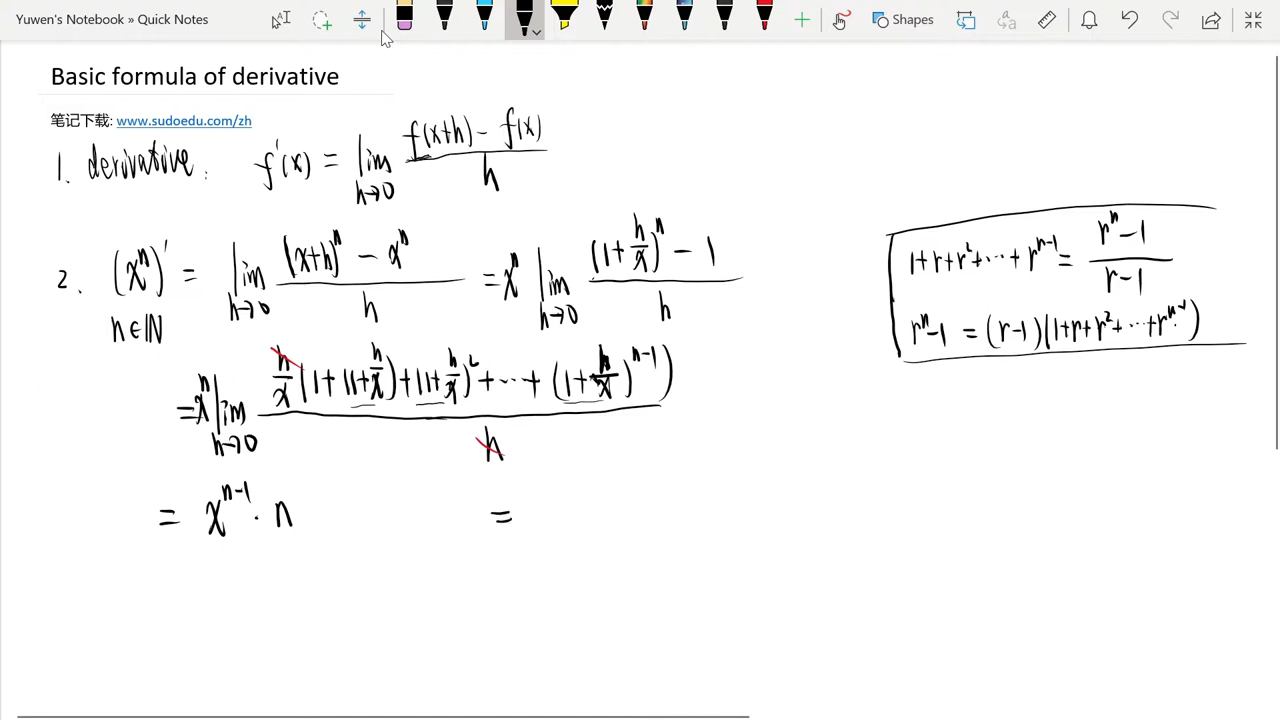 Yuwen's Notebook » Quick Notes
Shapes
Basic formula of derivative
笔记下载: www.sudoedu.com/zh
1. derivative: f'(x) = lim_{h→0} (f(x+h) - f(x))/h
2. (xⁿ)' = lim_{h→0} ((x+h)ⁿ - xⁿ)/h = xⁿ lim_{h→0} ((1+h/x)ⁿ - 1)/h
n∈ℕ
= xⁿ lim_{h→0} (h/x (1 + (1+h/x) + (1+h/x)² + ⋯ + (1+h/x)ⁿ⁻¹))/h
= xⁿ⁻¹ · n =
1+r+r²+⋯+rⁿ⁻¹ = (rⁿ-1)/(r-1)
rⁿ-1 = (r-1)(1+r+r²+⋯+rⁿ⁻¹)